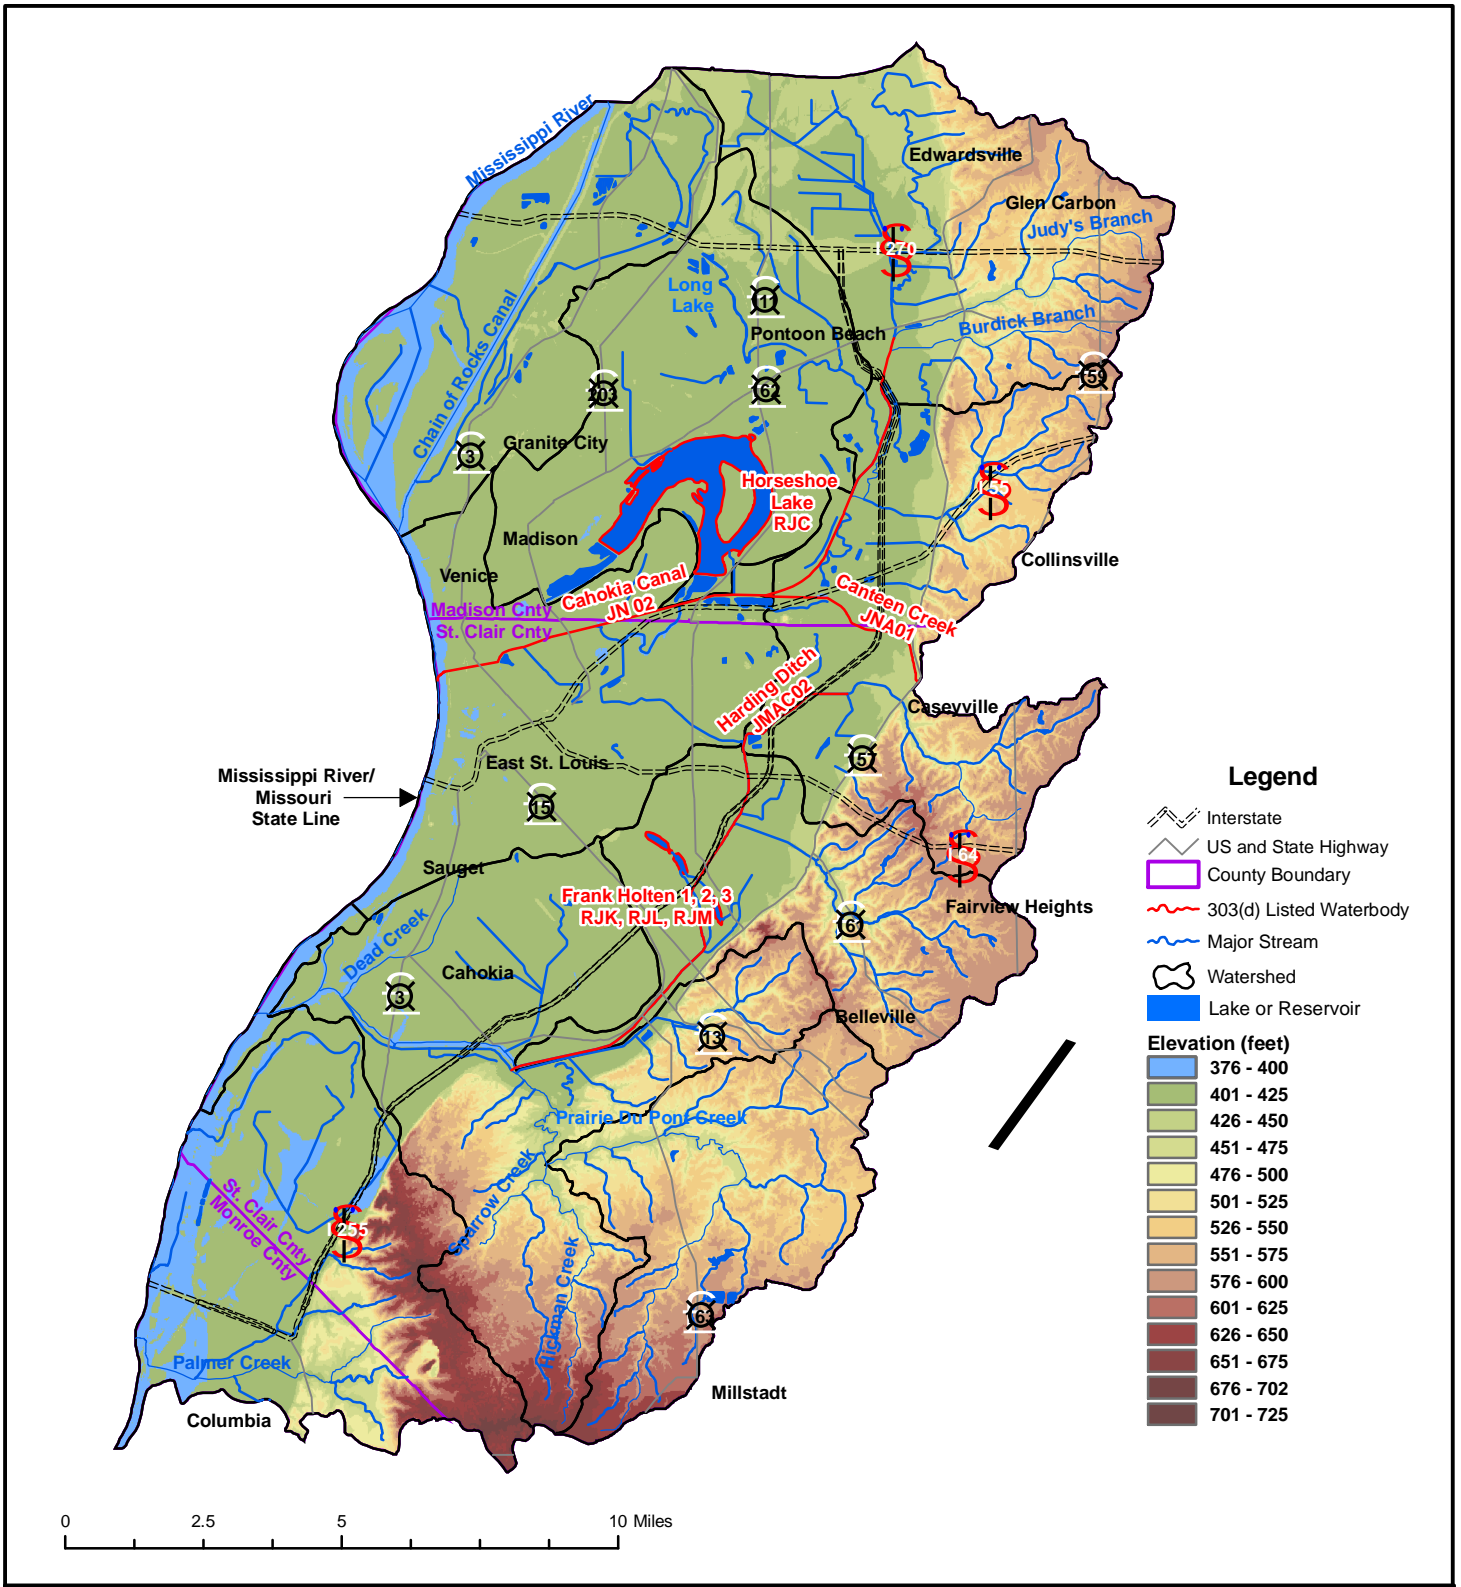 Mississippi River
Edwardsville
Glen Carbon
Judy's Branch
I 270
Long
Lake
11
Pontoon Beach
Burdick Branch
Chain of Rocks Canal
159
203
162
Granite City
3
Horseshoe
Lake
RJC
Madison
Collinsville
Venice
Cahokia Canal
JN 02
Canteen Creek
JNA01
Madison Cnty
St. Clair Cnty
Harding Ditch
JMAC02
Caseyville
157
East St. Louis
Mississippi River/
Missouri
State Line
15
Sauget
I 64
Frank Holten 1, 2, 3
RJK, RJL, RJM
Fairview Heights
161
Dead Creek
Cahokia
3
Belleville
13
Prairie Du Pont Creek
Sparrow Creek
St. Clair Cnty
Monroe Cnty
Hickman Creek
163
Palmer Creek
Millstadt
Columbia
Legend
Interstate
US and State Highway
County Boundary
303(d) Listed Waterbody
Major Stream
Watershed
Lake or Reservoir
Elevation (feet)
376 - 400
401 - 425
426 - 450
451 - 475
476 - 500
501 - 525
526 - 550
551 - 575
576 - 600
601 - 625
626 - 650
651 - 675
676 - 702
701 - 725
0 2.5 5 10 Miles